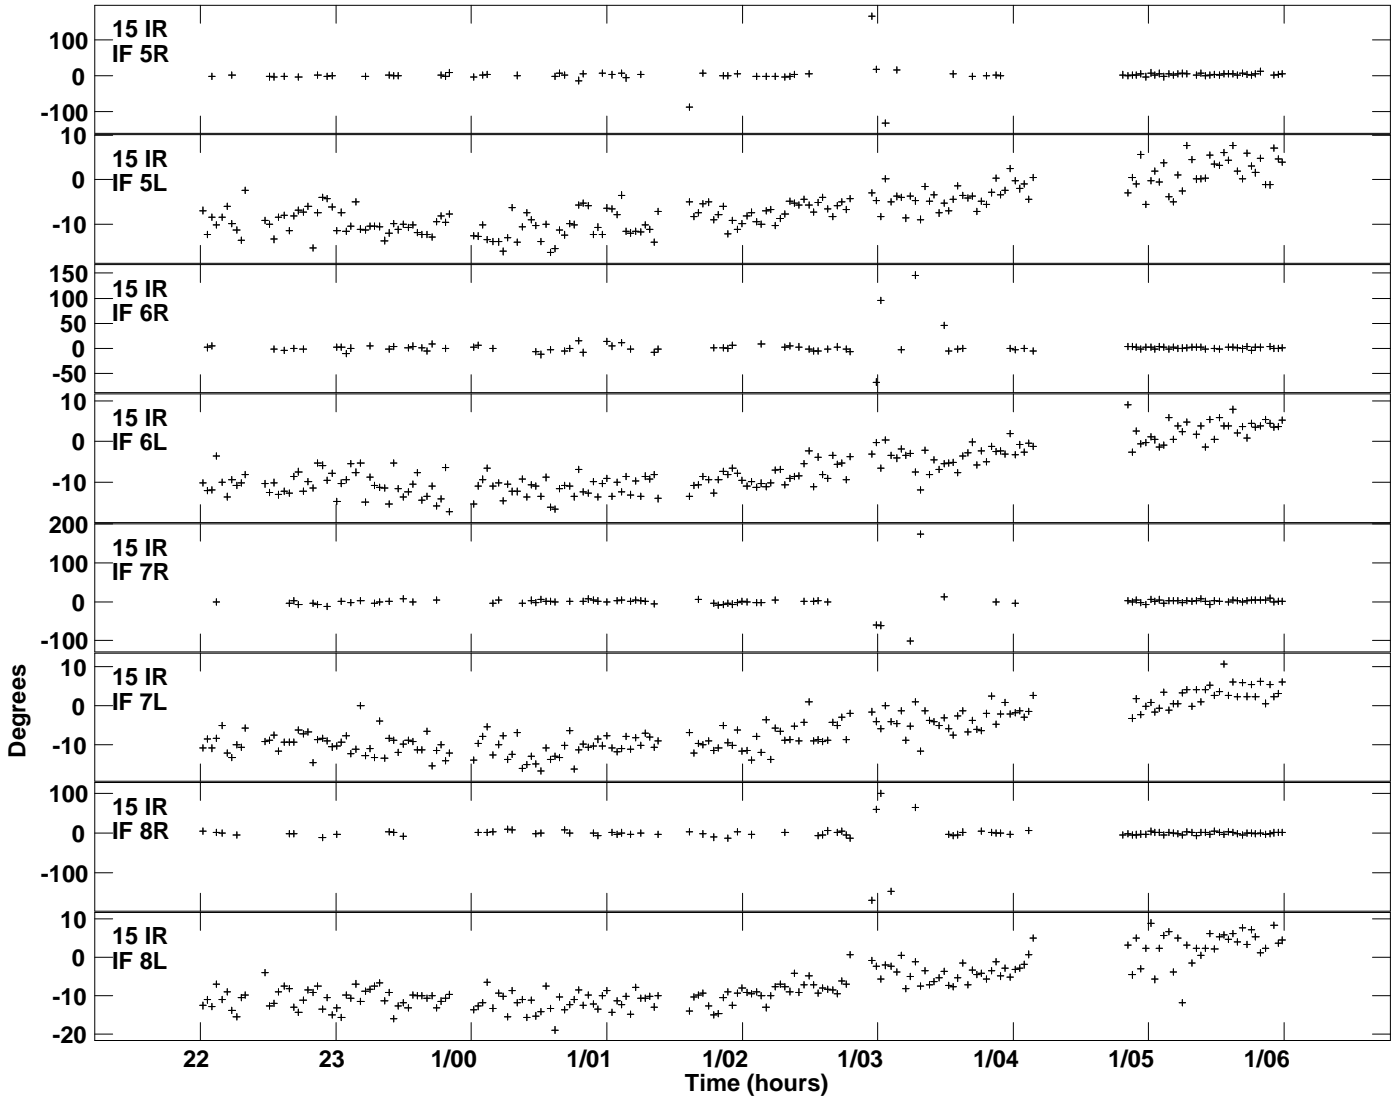 15 IR
IF 5R
100
0
-100
15 IR
IF 5L
10
0
-10
15 IR
IF 6R
150
100
50
0
-50
15 IR
IF 6L
10
0
-10
15 IR
IF 7R
200
100
0
-100
15 IR
IF 7L
10
0
-10
15 IR
IF 8R
100
0
-100
15 IR
IF 8L
10
0
-10
-20
Degrees
22 23 1/00 1/01 1/02 1/03 1/04 1/05 1/06
Time (hours)